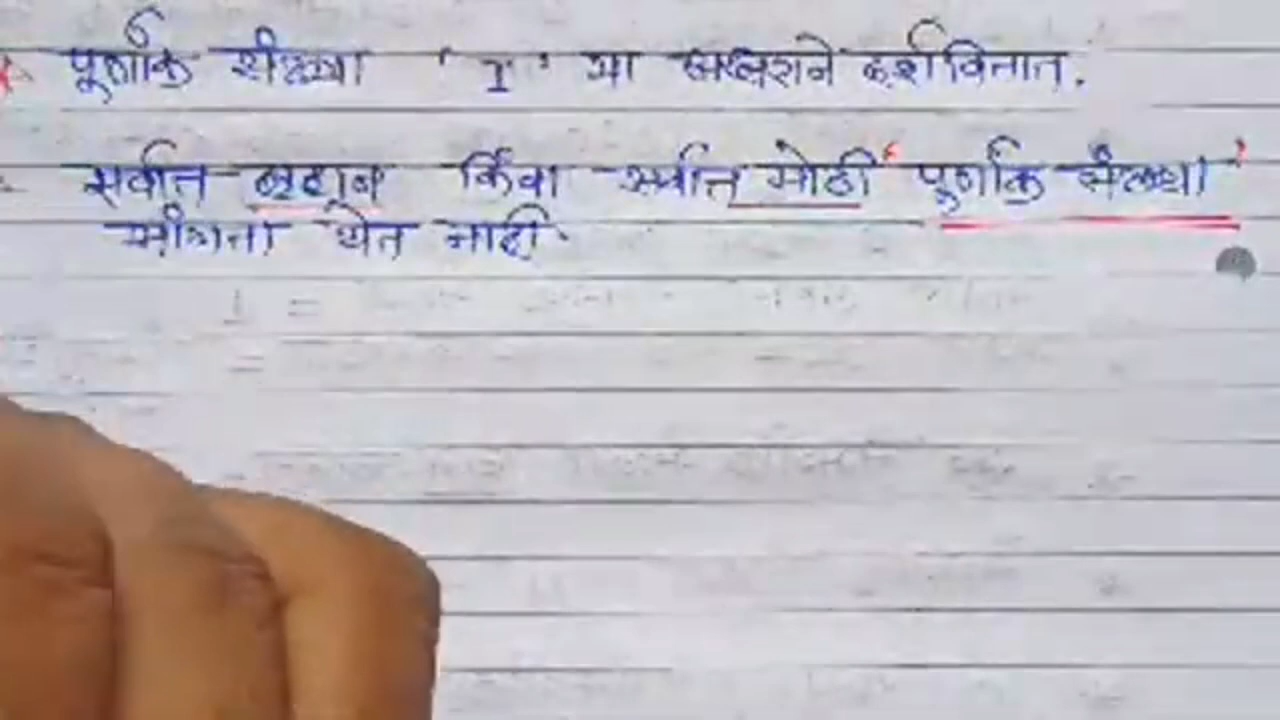 पूर्णांक संख्या 'I' या अक्षराने दर्शवितात.
सर्वात लहान किंवा सर्वात मोठी 'पूर्णांक संख्या'
सांगता येत नाही.